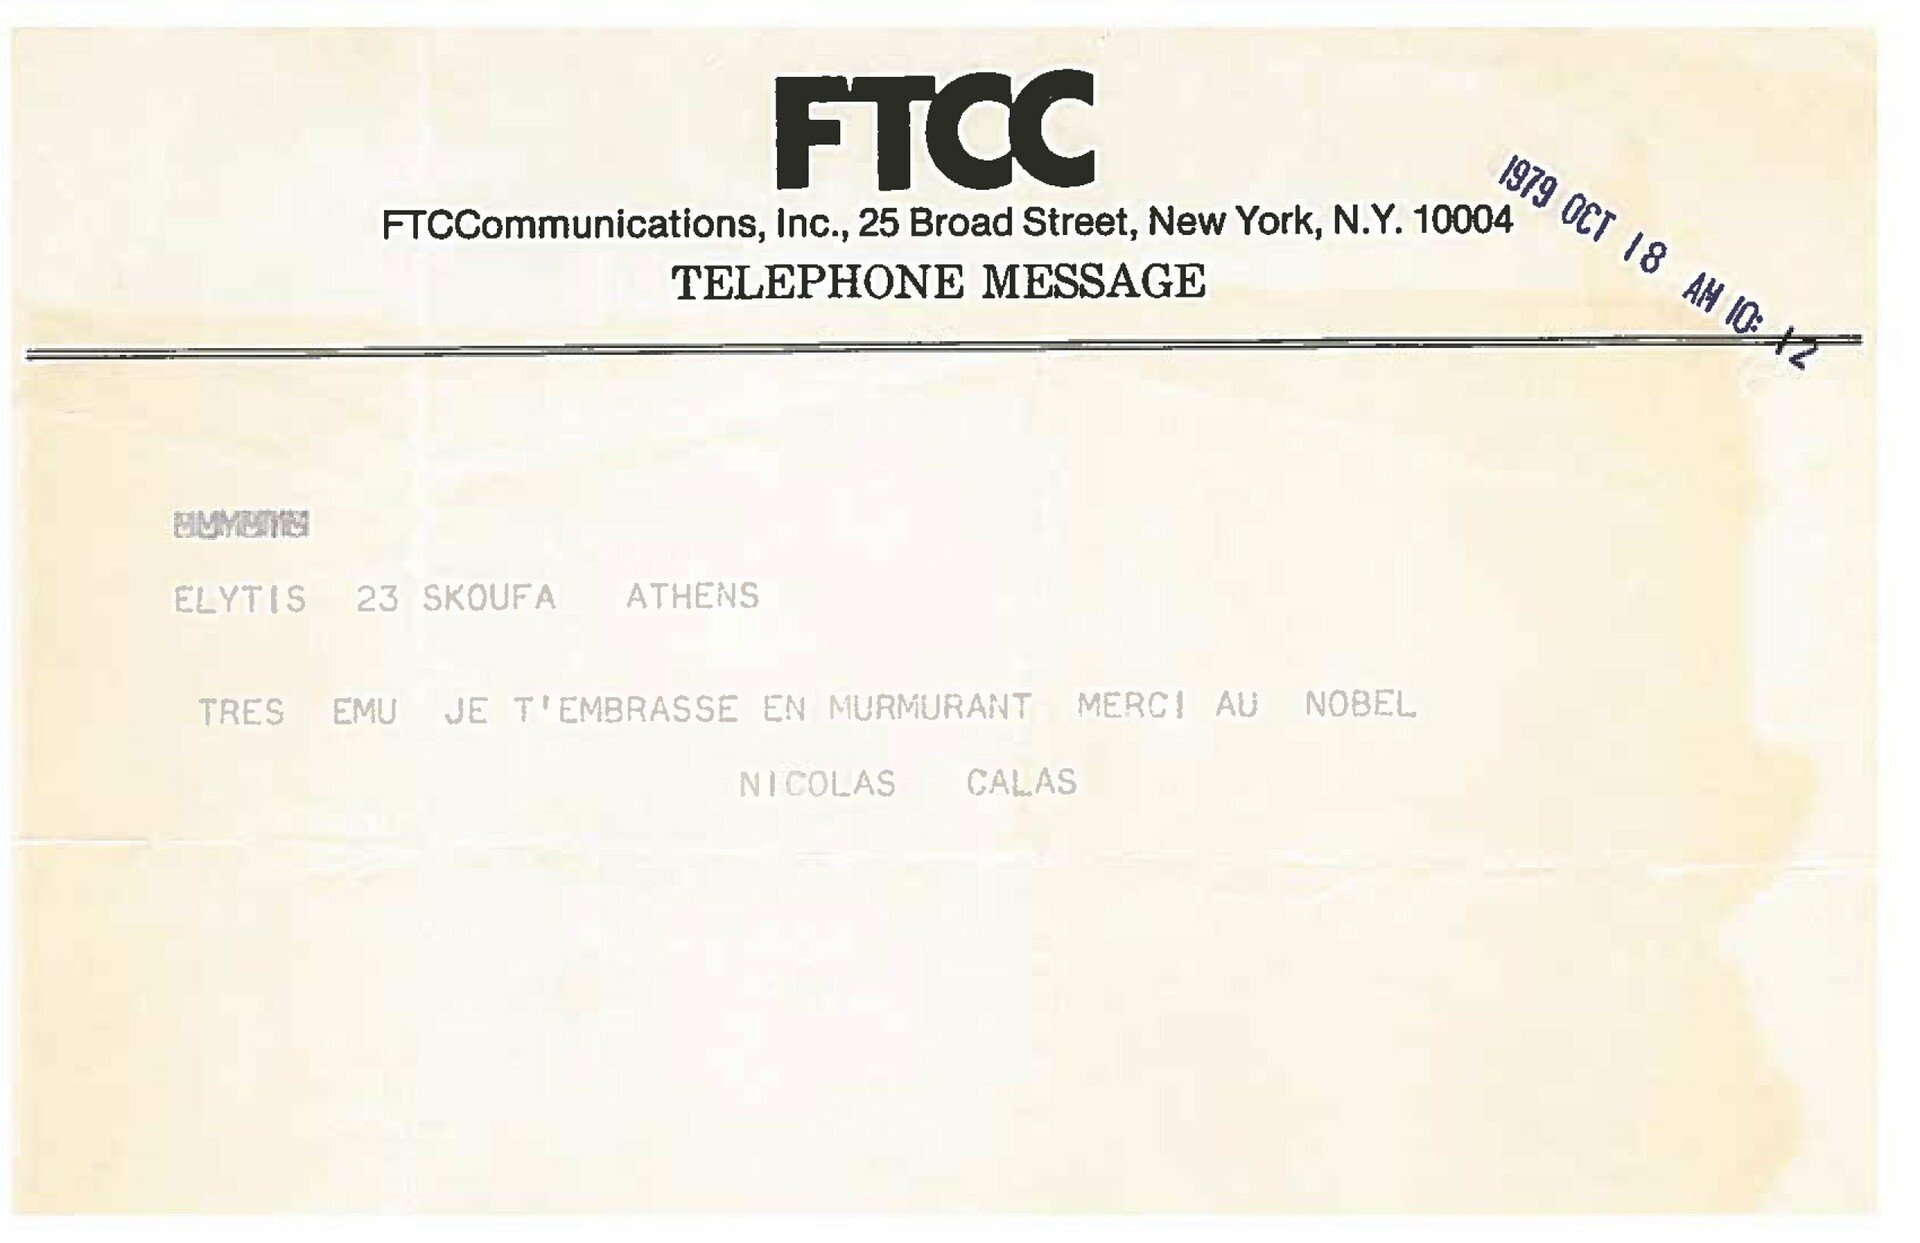 FTCC
FTCCommunications, Inc., 25 Broad Street, New York, N.Y. 10004
TELEPHONE MESSAGE
1979 OCT 18 AM 10:12
ELYTIS 23 SKOUFA ATHENS
TRES EMU JE T'EMBRASSE EN MURMURANT MERCI AU NOBEL
NICOLAS CALAS